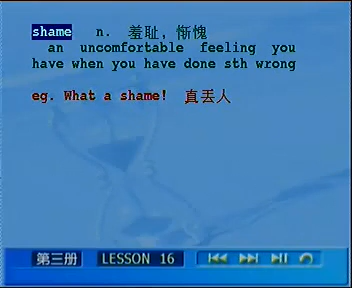 shame n. 羞耻, 惭愧
an uncomfortable feeling you
have when you have done sth wrong
eg. What a shame! 真丢人
第三册 LESSON 16